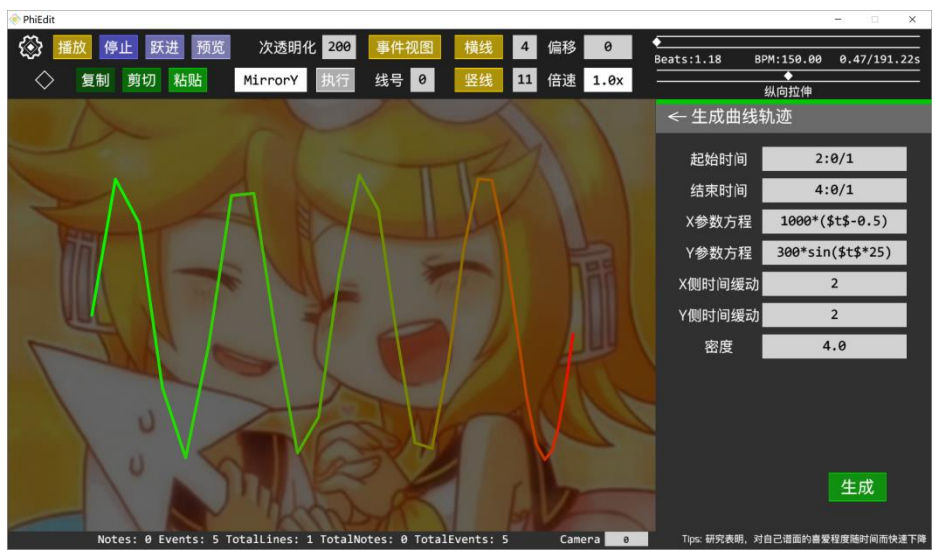 PhiEdit
播放 停止 跃进 预览 次透明化 200 事件视图 横线 4 偏移 0
复制 剪切 粘贴 MirrorY 执行 线号 0 竖线 11 倍速 1.0x
Beats:1.18 BPM:150.00 0.47/191.22s
纵向拉伸
←生成曲线轨迹
起始时间 2:0/1
结束时间 4:0/1
X参数方程 1000*($t$-0.5)
Y参数方程 300*sin($t$*25)
X侧时间缓动 2
Y侧时间缓动 2
密度 4.0
生成
Notes: 0 Events: 5 TotalLines: 1 TotalNotes: 0 TotalEvents: 5 Camera 0
Tips: 研究表明，对自己谱面的喜爱程度随时间而快速下降